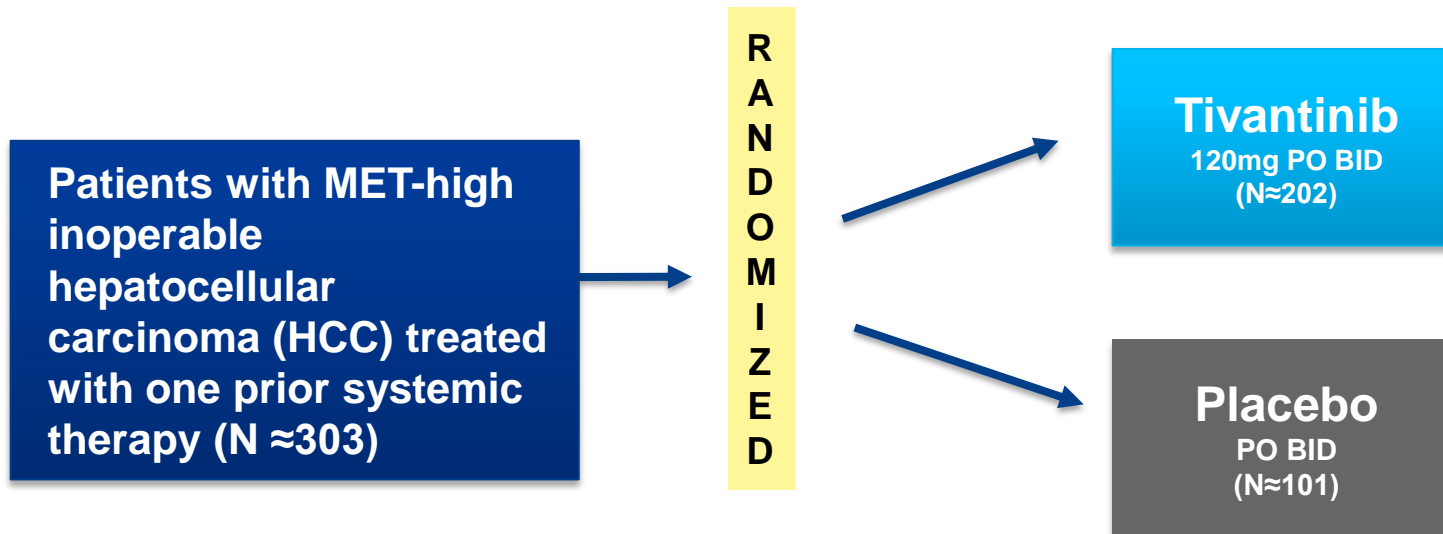 Patients with MET-high
inoperable
hepatocellular
carcinoma (HCC) treated
with one prior systemic
therapy (N ≈303)
R
A
N
D
O
M
I
Z
E
D
Tivantinib
120mg PO BID
(N≈202)
Placebo
PO BID
(N≈101)